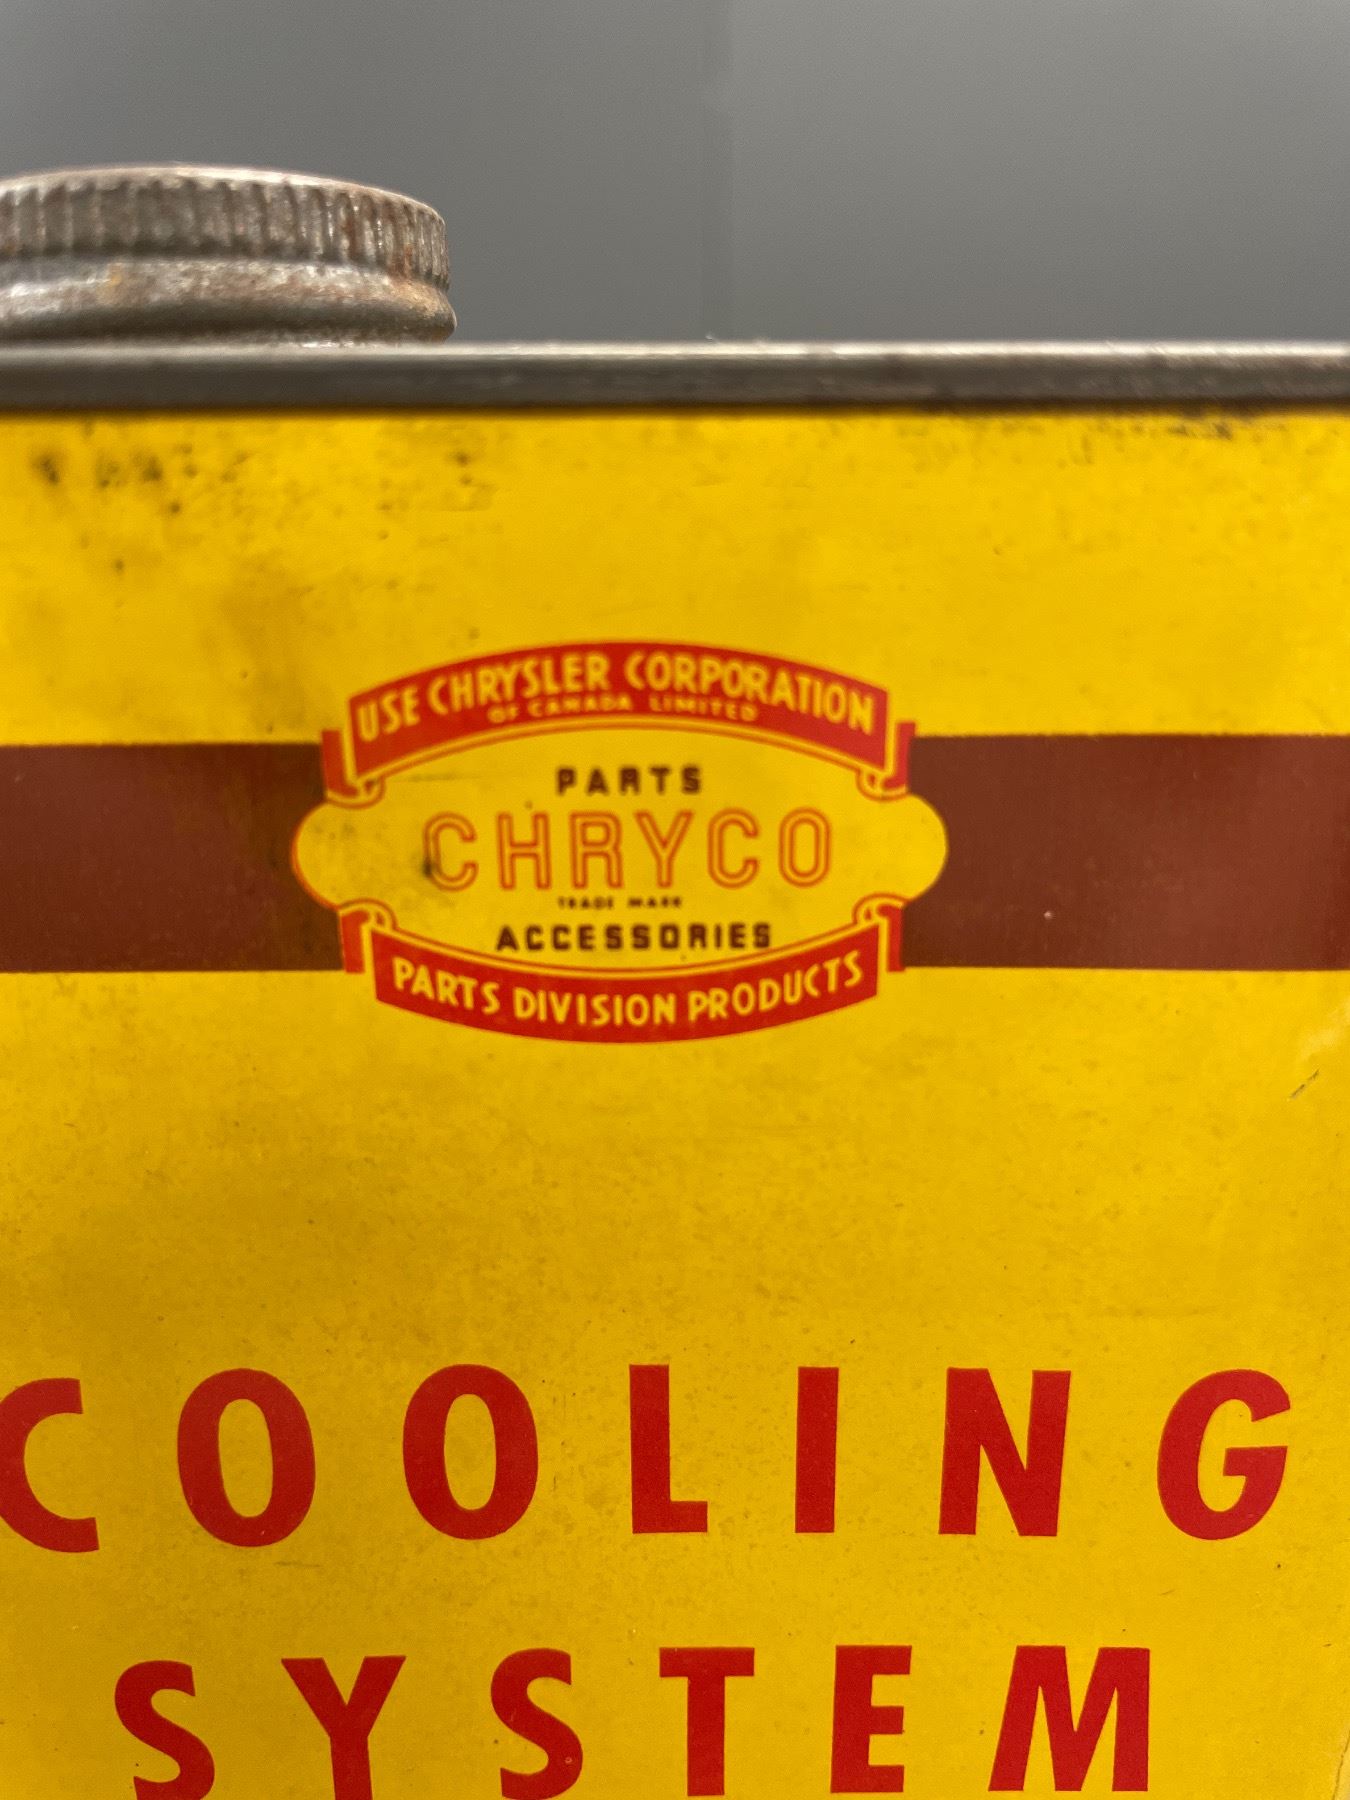 USE CHRYSLER CORPORATION
OF CANADA LIMITED
PARTS
CHRYCO
TRADE MARK
ACCESSORIES
PARTS DIVISION PRODUCTS
COOLING
SYSTEM